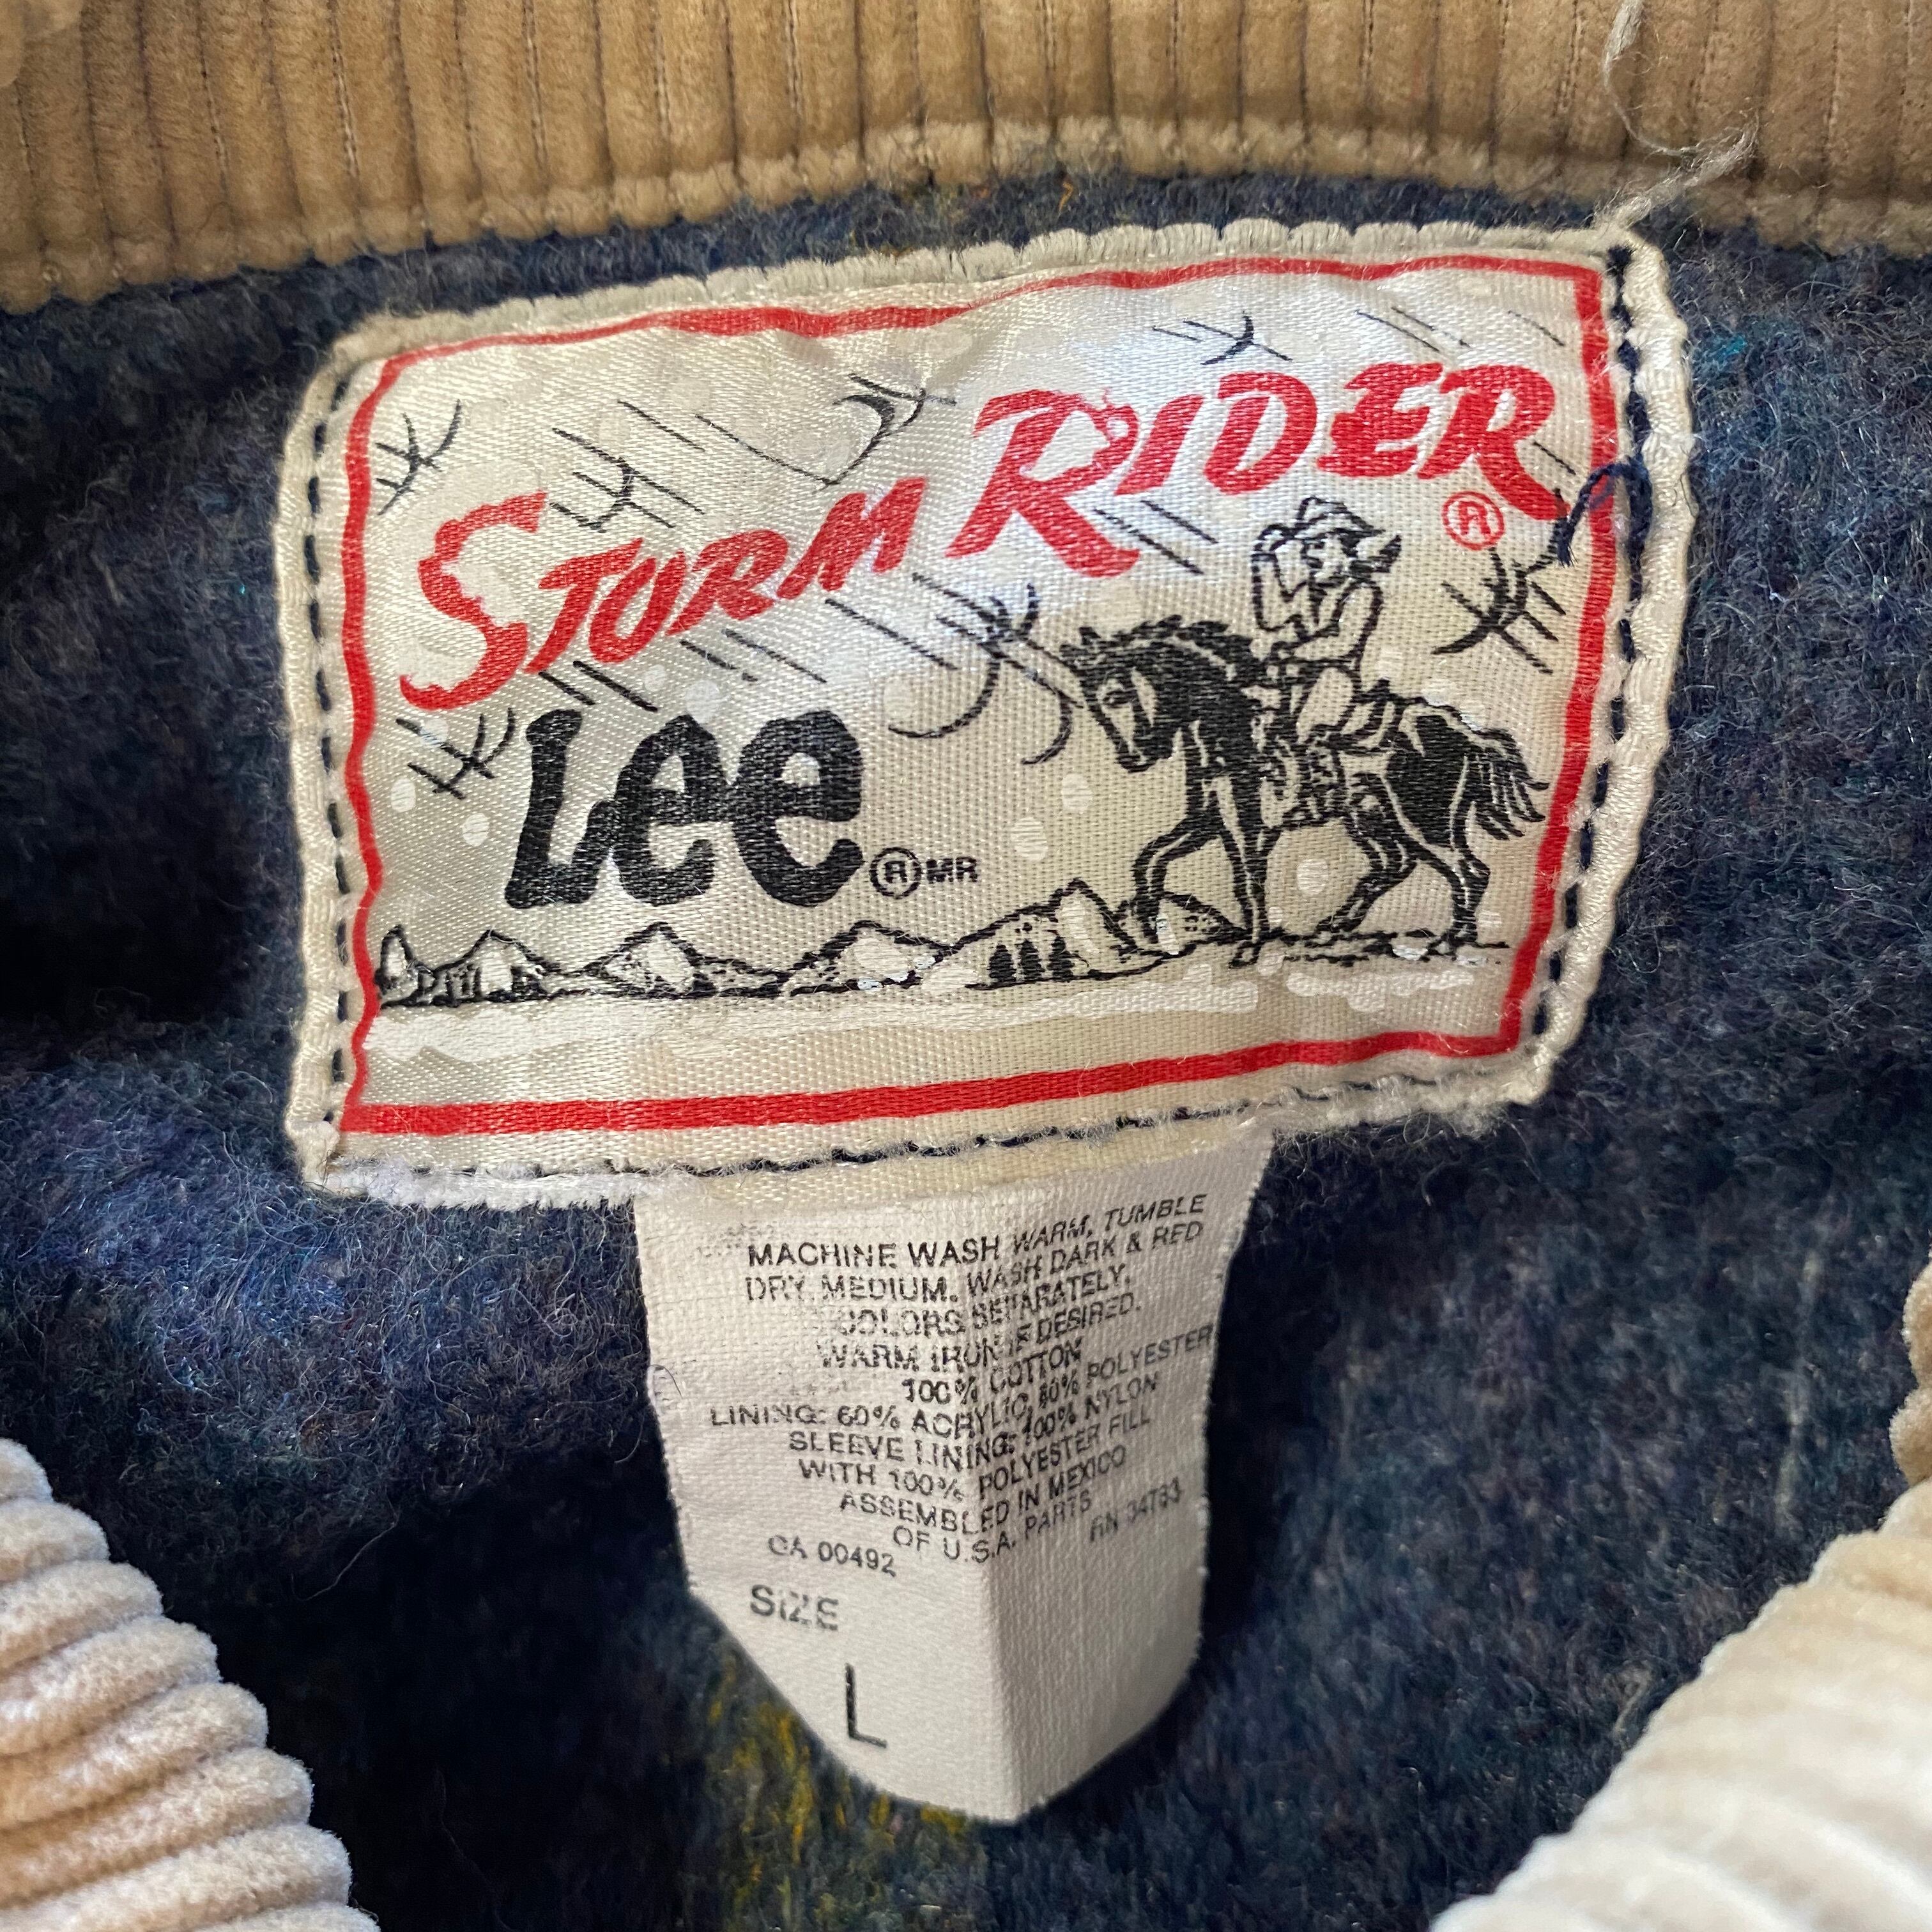 STORM RIDER ®
Lee ® MR
MACHINE WASH WARM, TUMBLE
DRY MEDIUM. WASH DARK & RED
COLORS SEPARATELY.
WARM IRON IF DESIRED.
100% COTTON
LINING: 60% ACRYLIC, 40% POLYESTER
SLEEVE LINING: 100% NYLON
WITH 100% POLYESTER FILL
ASSEMBLED IN MEXICO
OF U.S.A. PARTS
CA 00492 RN
SIZE
L